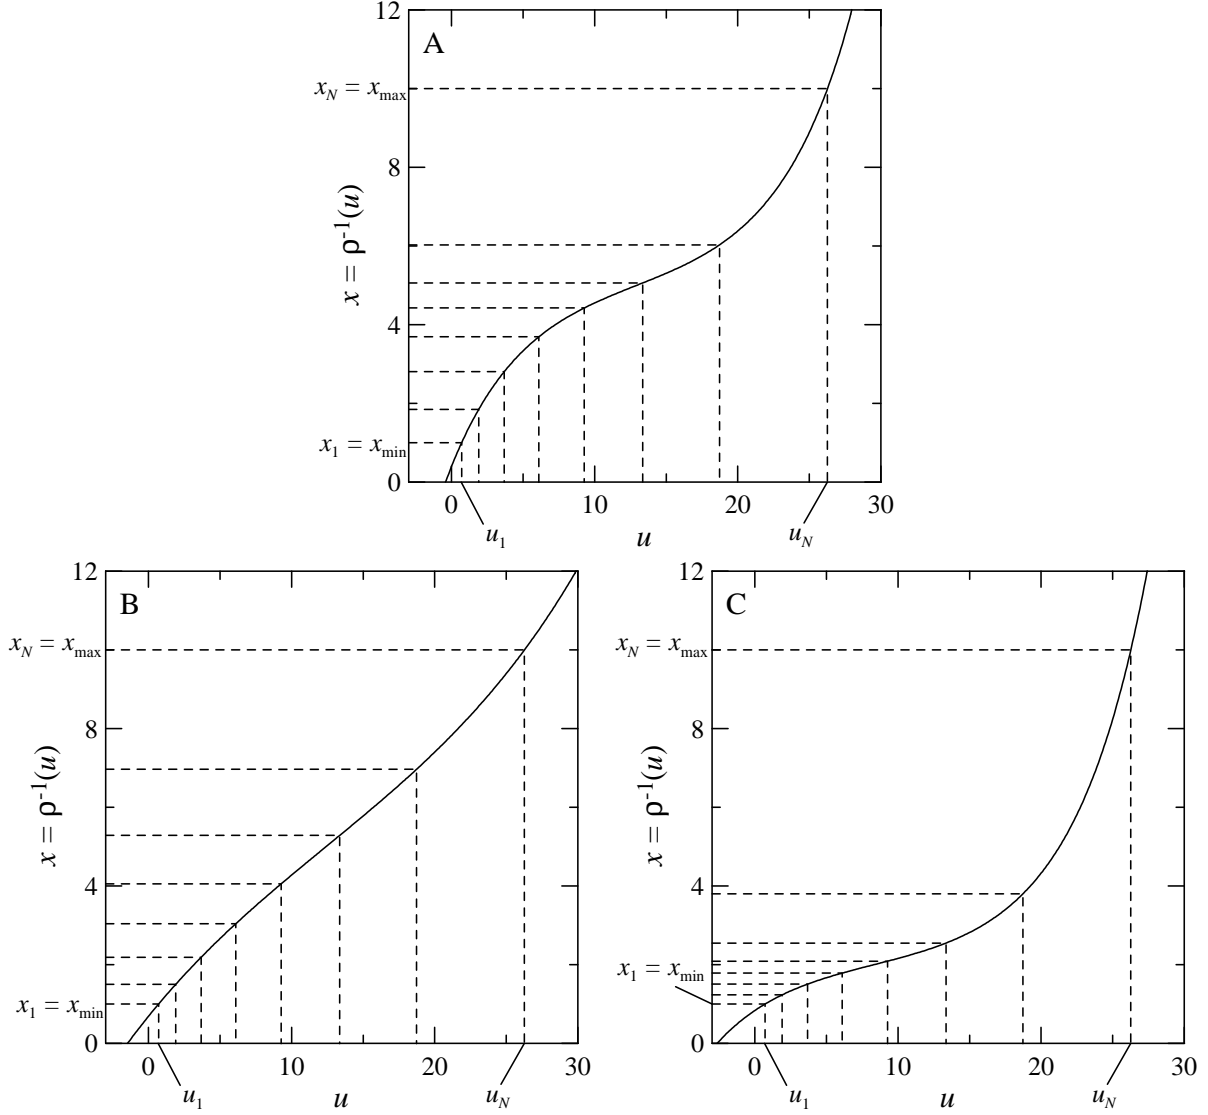 A
12
x_N = x_max
8
x = ρ^-1(u)
4
x_1 = x_min
0
0 10 20 30
u_1 u u_N
B
12
x_N = x_max
8
x = ρ^-1(u)
4
x_1 = x_min
0
0 10 20 30
u_1 u u_N
C
12
x_N = x_max
8
x = ρ^-1(u)
4
x_1 = x_min
0
0 10 20 30
u_1 u u_N